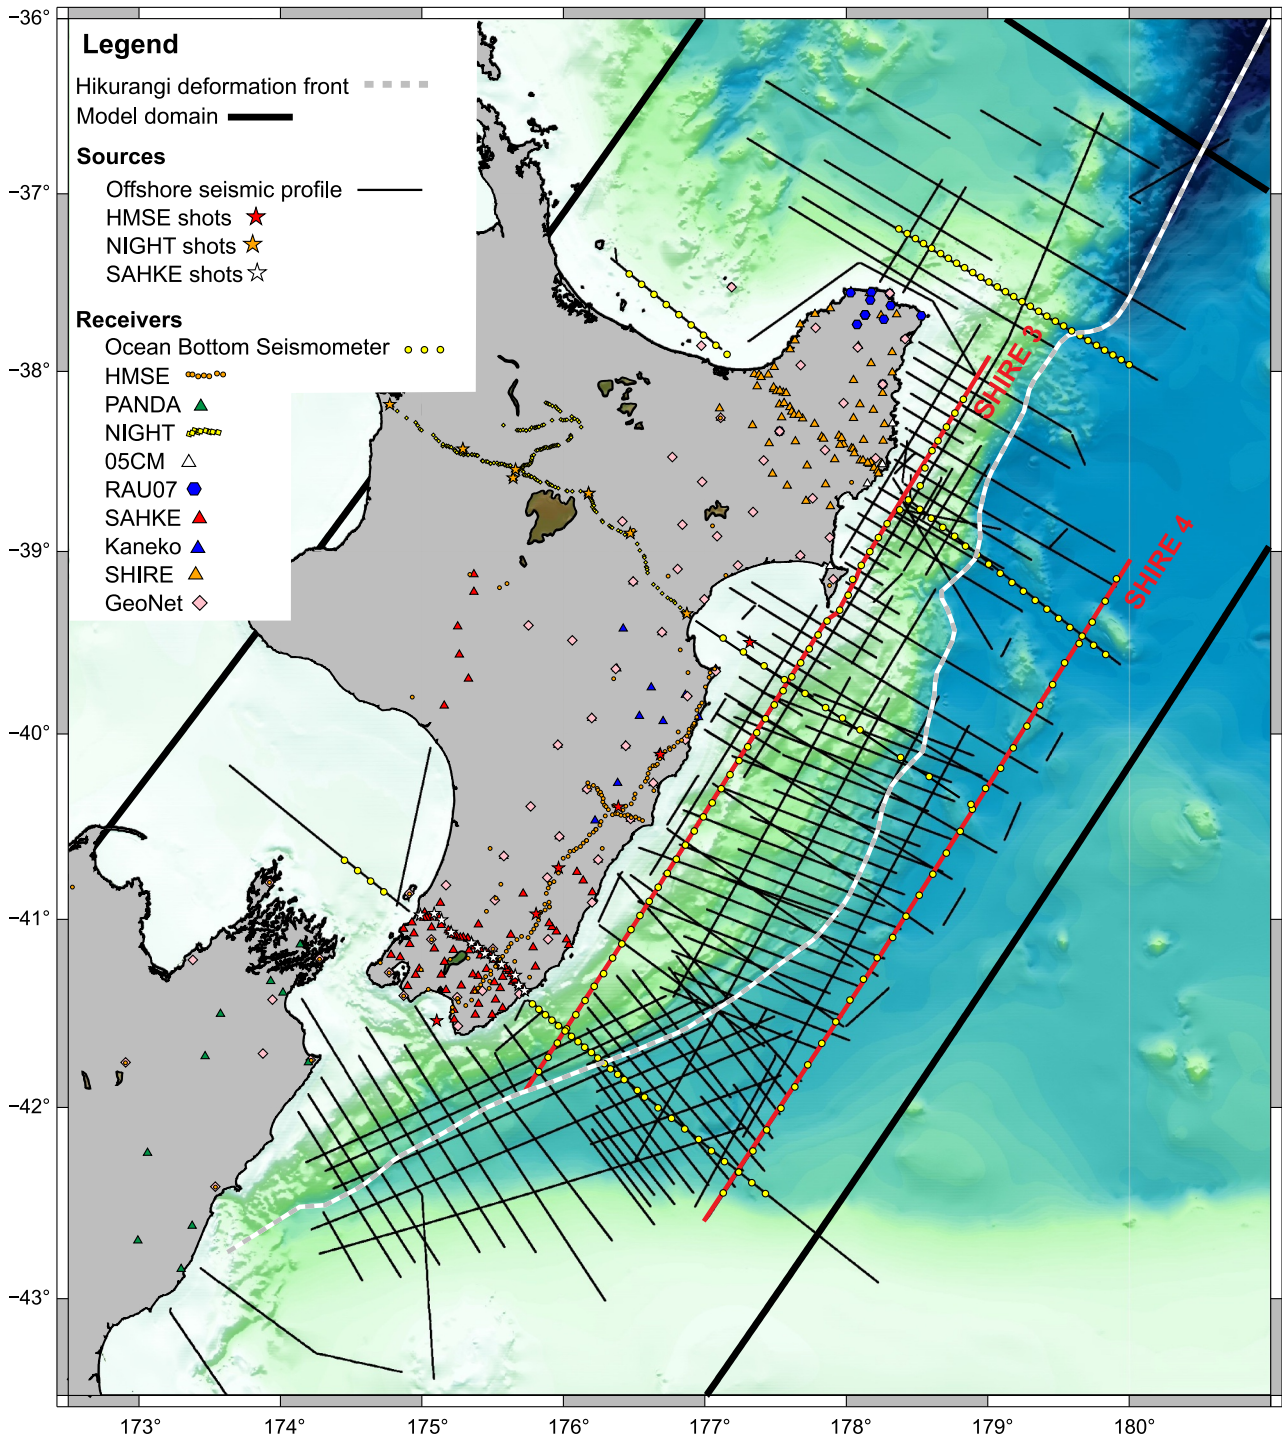 −36°
−37°
−38°
−39°
−40°
−41°
−42°
−43°
Legend
Hikurangi deformation front
Model domain
Sources
Offshore seismic profile
HMSE shots
NIGHT shots
SAHKE shots
Receivers
Ocean Bottom Seismometer
HMSE
PANDA
NIGHT
05CM
RAU07
SAHKE
Kaneko
SHIRE
GeoNet
SHIRE 3
SHIRE 4
173°
174°
175°
176°
177°
178°
179°
180°